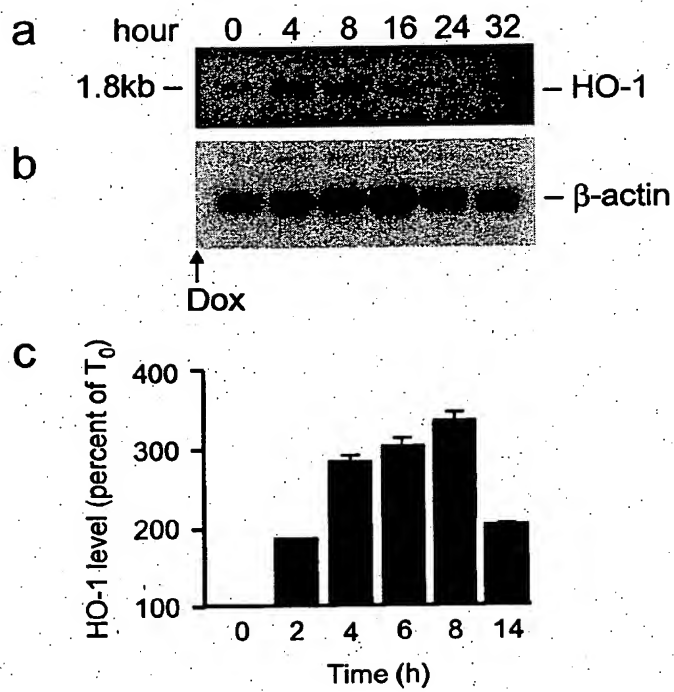 a hour 0 4 8 16 24 32
1.8kb – – HO-1
b
– β-actin
Dox
c
HO-1 level (percent of T₀)
400
300
200
100
0 2 4 6 8 14
Time (h)